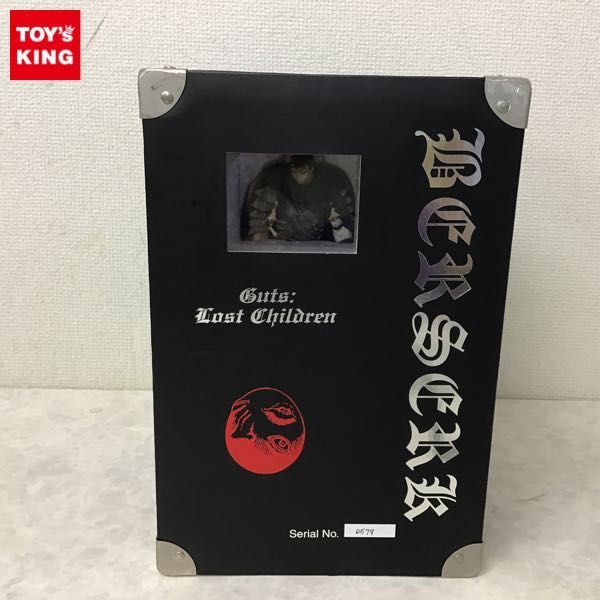 TOY's
KING
BERSERK
Guts:
Lost Children
Serial No. 0579